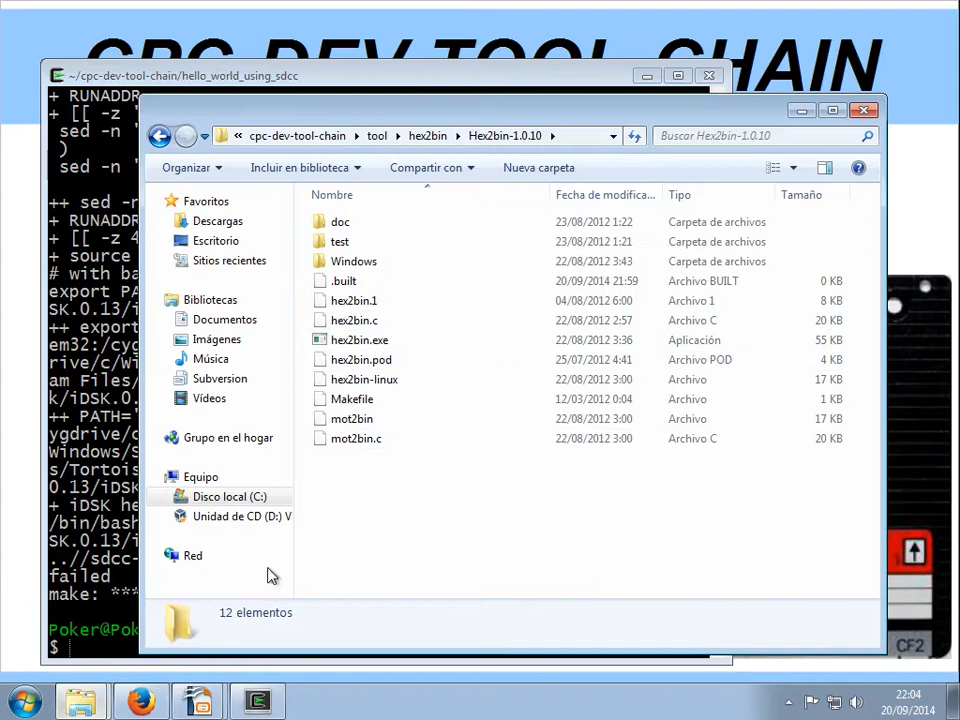 CPC-DEV-TOOL-CHAIN
~/cpc-dev-tool-chain/hello_world_using_sdcc
+ RUNADDR
+ [[ -z '
sed -n '
)
sed -n '
++ sed -n
+ RUNADDR
+ [[ -z 4
+ source
# with ba
export PA
SK.0.13/i
++ export
em32:/cyg
drive/c/W
am Files/
k/iDSK.0.
++ PATH='
ygdrive/c
Windows/S
s/Tortois
0.13/iDSK
+ iDSK he
/bin/bash
SK.0.13/i
..//sdcc-
failed
make: ***
Poker@Pok
$
« cpc-dev-tool-chain ▸ tool ▸ hex2bin ▸ Hex2bin-1.0.10 ▸
Buscar Hex2bin-1.0.10
Organizar
Incluir en biblioteca
Compartir con
Nueva carpeta
Favoritos
Descargas
Escritorio
Sitios recientes
Bibliotecas
Documentos
Imágenes
Música
Subversion
Vídeos
Grupo en el hogar
Equipo
Disco local (C:)
Unidad de CD (D:) V
Red
Nombre Fecha de modifica... Tipo Tamaño
doc 23/08/2012 1:22 Carpeta de archivos
test 23/08/2012 1:21 Carpeta de archivos
Windows 22/08/2012 3:43 Carpeta de archivos
.built 20/09/2014 21:59 Archivo BUILT 0 KB
hex2bin.1 04/08/2012 6:00 Archivo 1 8 KB
hex2bin.c 22/08/2012 2:57 Archivo C 20 KB
hex2bin.exe 22/08/2012 3:36 Aplicación 55 KB
hex2bin.pod 25/07/2012 4:41 Archivo POD 4 KB
hex2bin-linux 22/08/2012 3:00 Archivo 17 KB
Makefile 12/03/2012 0:04 Archivo 1 KB
mot2bin 22/08/2012 3:00 Archivo 17 KB
mot2bin.c 22/08/2012 3:00 Archivo C 20 KB
12 elementos
CF2
22:04
20/09/2014